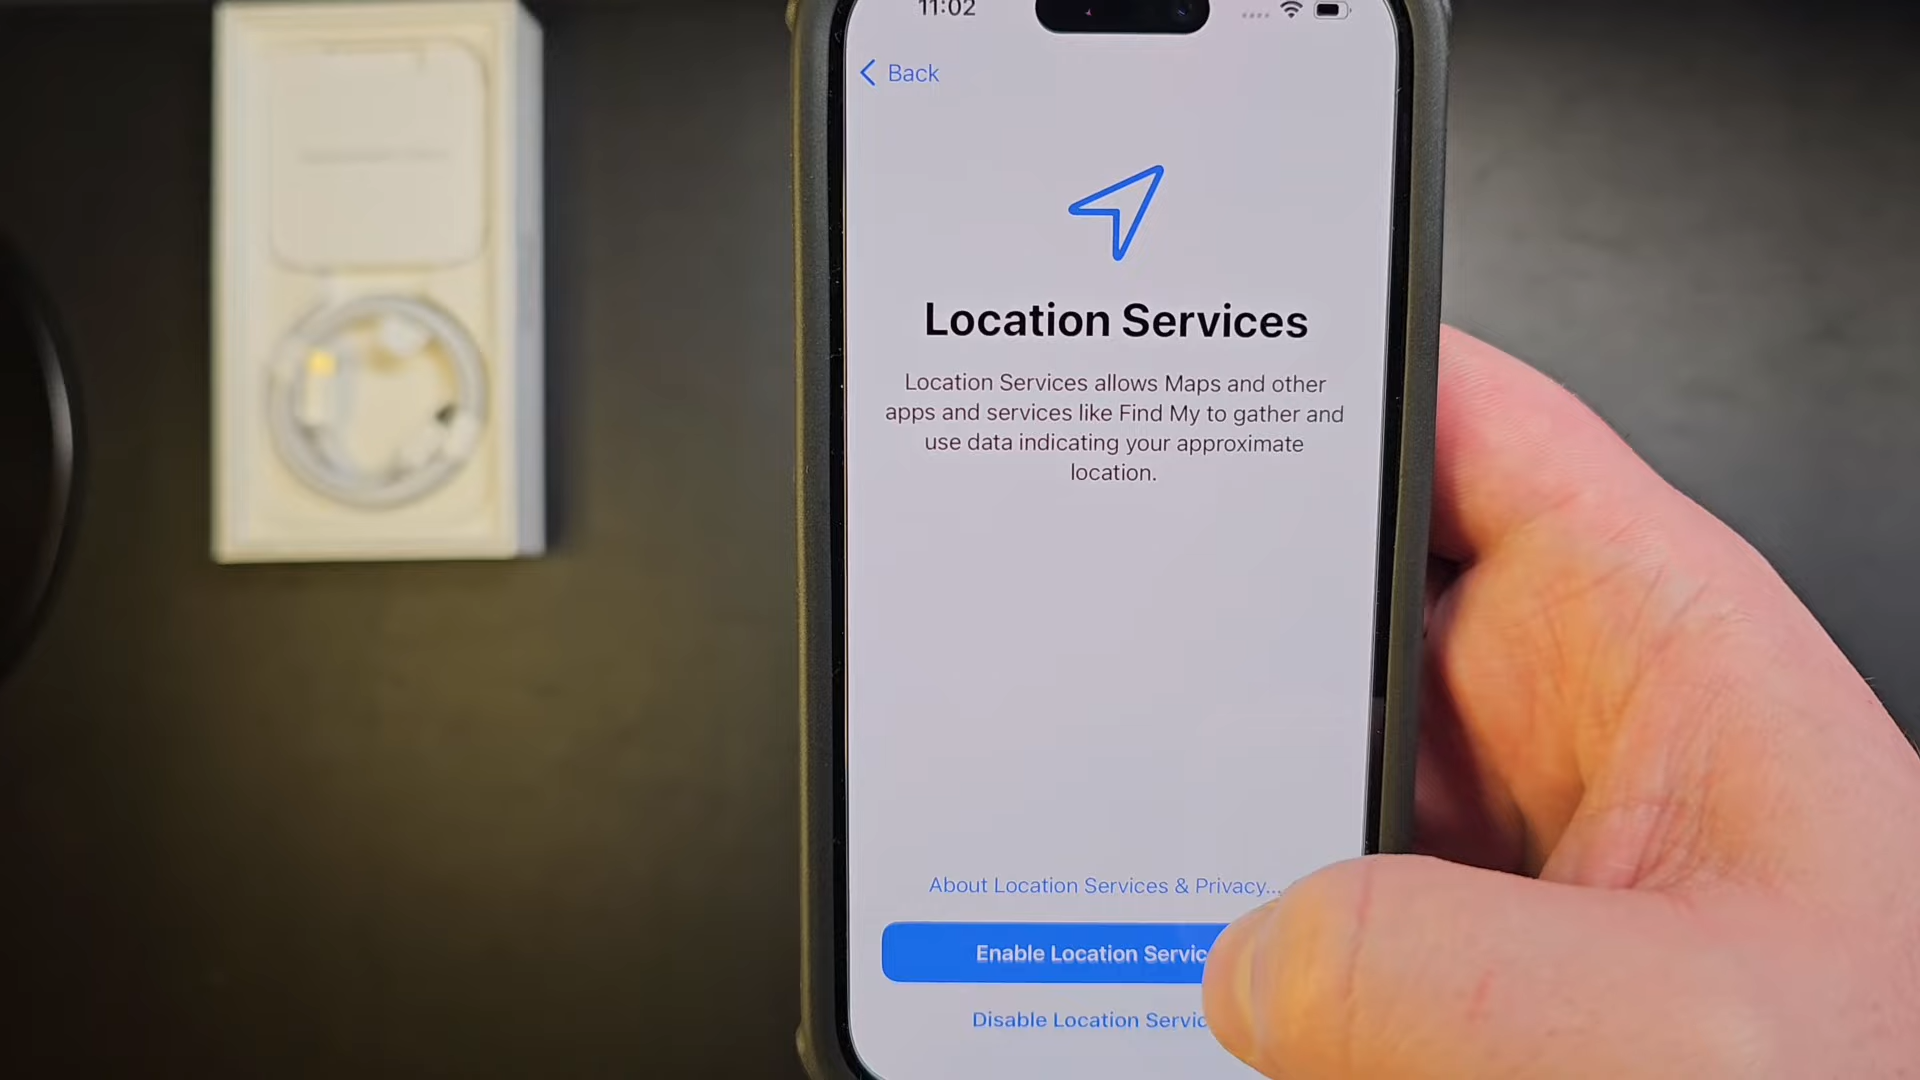 11:02
Back
Location Services
Location Services allows Maps and other
apps and services like Find My to gather and
use data indicating your approximate
location.
About Location Services & Privacy...
Enable Location Servic
Disable Location Servic